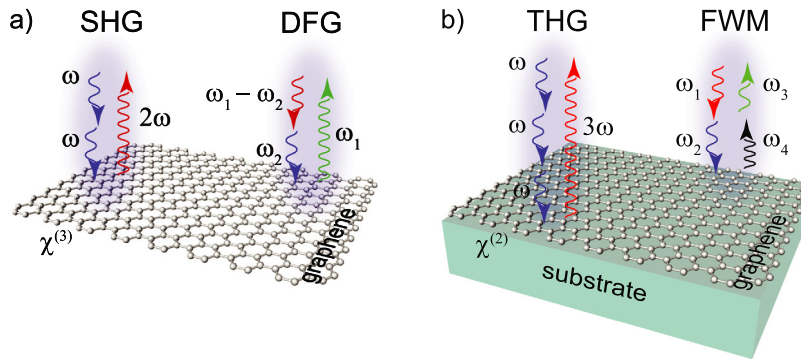 a)
SHG
DFG
ω
ω
2ω
ω₁ − ω₂
ω₂
ω₁
χ⁽³⁾
graphene
b)
THG
FWM
ω
ω
ω
3ω
ω₁
ω₃
ω₂
ω₄
χ⁽²⁾
graphene
substrate